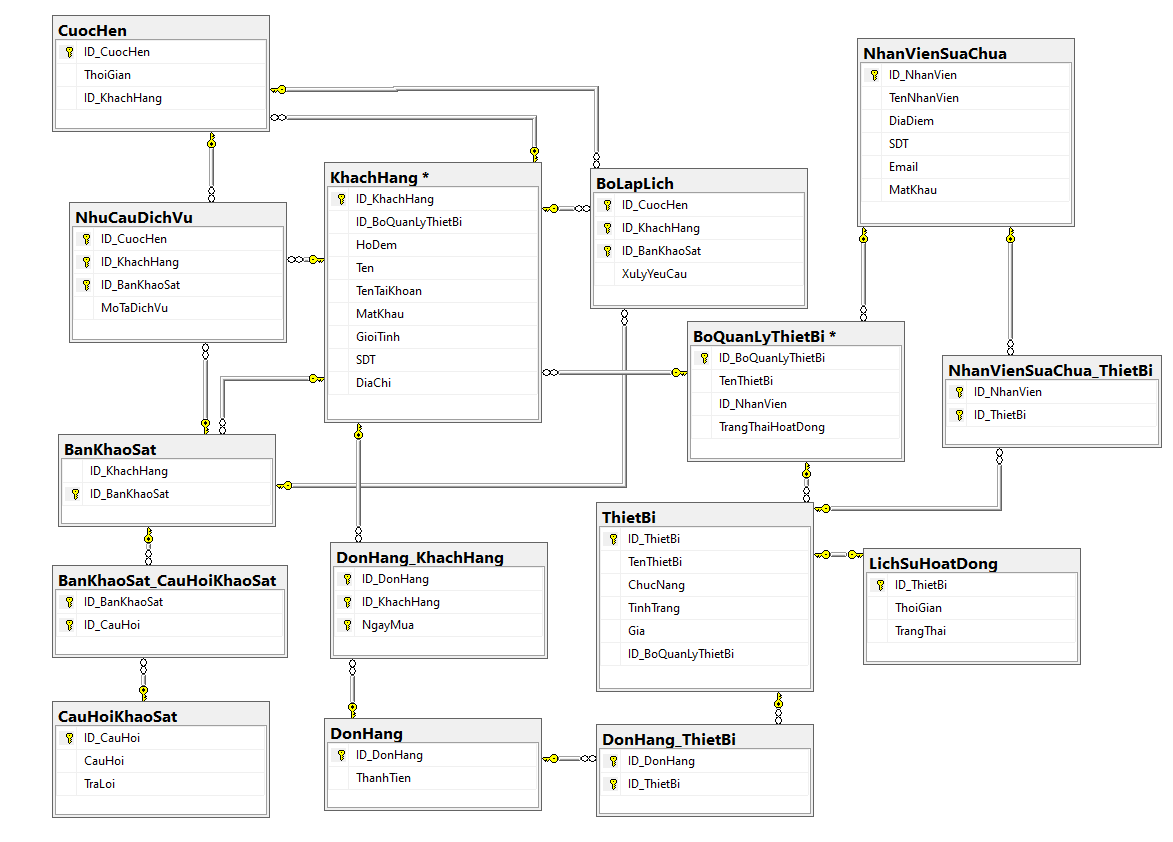 CuocHen
ID_CuocHen
ThoiGian
ID_KhachHang
NhanVienSuaChua
ID_NhanVien
TenNhanVien
DiaDiem
SDT
Email
MatKhau
KhachHang *
ID_KhachHang
ID_BoQuanLyThietBi
HoDem
Ten
TenTaiKhoan
MatKhau
GioiTinh
SDT
DiaChi
BoLapLich
ID_CuocHen
ID_KhachHang
ID_BanKhaoSat
XuLyYeuCau
NhuCauDichVu
ID_CuocHen
ID_KhachHang
ID_BanKhaoSat
MoTaDichVu
BoQuanLyThietBi *
ID_BoQuanLyThietBi
TenThietBi
ID_NhanVien
TrangThaiHoatDong
NhanVienSuaChua_ThietBi
ID_NhanVien
ID_ThietBi
BanKhaoSat
ID_KhachHang
ID_BanKhaoSat
ThietBi
ID_ThietBi
TenThietBi
ChucNang
TinhTrang
Gia
ID_BoQuanLyThietBi
LichSuHoatDong
ID_ThietBi
ThoiGian
TrangThai
DonHang_KhachHang
ID_DonHang
ID_KhachHang
NgayMua
BanKhaoSat_CauHoiKhaoSat
ID_BanKhaoSat
ID_CauHoi
CauHoiKhaoSat
ID_CauHoi
CauHoi
TraLoi
DonHang
ID_DonHang
ThanhTien
DonHang_ThietBi
ID_DonHang
ID_ThietBi